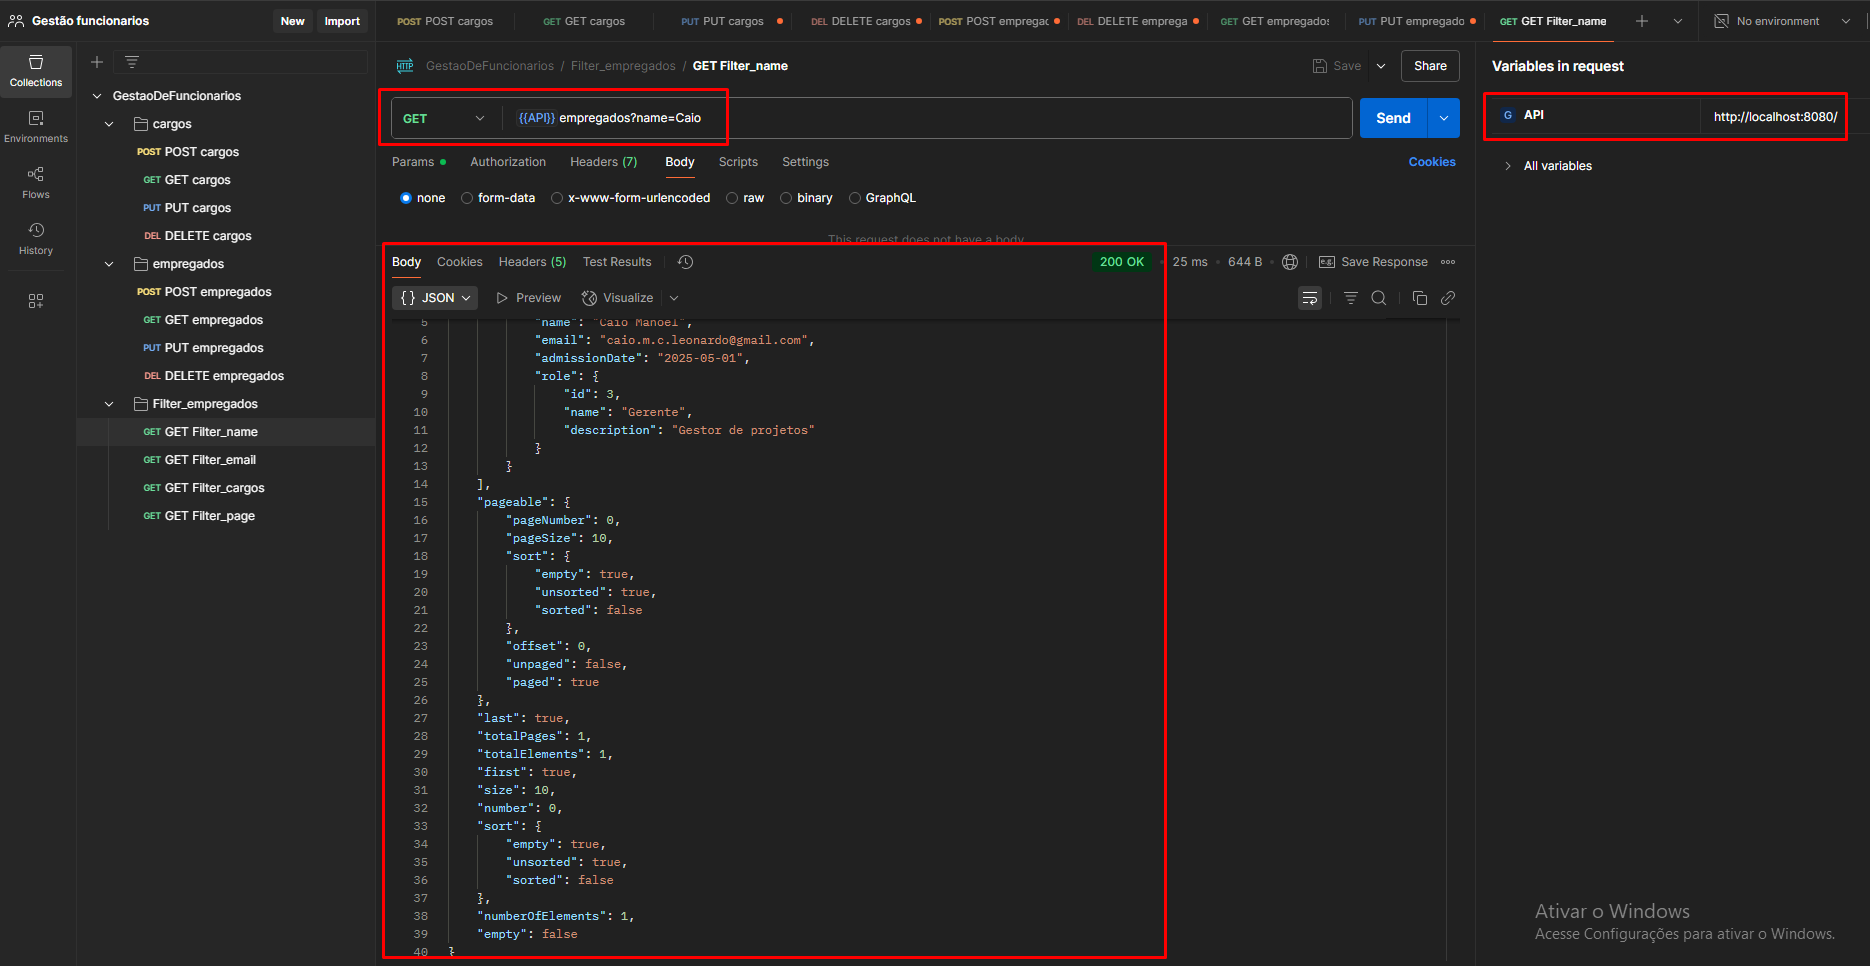 Gestão funcionarios
New
Import
POST POST cargos
GET GET cargos
PUT PUT cargos
DEL DELETE cargos
POST POST empregac
DEL DELETE emprega
GET GET empregados
PUT PUT empregado
GET GET Filter_name
No environment
Collections
Environments
Flows
History
GestaoDeFuncionarios
cargos
POST POST cargos
GET GET cargos
PUT PUT cargos
DEL DELETE cargos
empregados
POST POST empregados
GET GET empregados
PUT PUT empregados
DEL DELETE empregados
Filter_empregados
GET GET Filter_name
GET GET Filter_email
GET GET Filter_cargos
GET GET Filter_page
HTTP GestaoDeFuncionarios / Filter_empregados / GET Filter_name
Save
Share
GET {{API}} empregados?name=Caio
Send
Params Authorization Headers (7) Body Scripts Settings
Cookies
none form-data x-www-form-urlencoded raw binary GraphQL
This request does not have a body
Body Cookies Headers (5) Test Results
200 OK • 25 ms • 644 B
e.g. Save Response
{} JSON Preview Visualize
5 "name": "Caio Manoel",
6 "email": "caio.m.c.leonardo@gmail.com",
7 "admissionDate": "2025-05-01",
8 "role": {
9 "id": 3,
10 "name": "Gerente",
11 "description": "Gestor de projetos"
12 }
13 }
14 ],
15 "pageable": {
16 "pageNumber": 0,
17 "pageSize": 10,
18 "sort": {
19 "empty": true,
20 "unsorted": true,
21 "sorted": false
22 },
23 "offset": 0,
24 "unpaged": false,
25 "paged": true
26 },
27 "last": true,
28 "totalPages": 1,
29 "totalElements": 1,
30 "first": true,
31 "size": 10,
32 "number": 0,
33 "sort": {
34 "empty": true,
35 "unsorted": true,
36 "sorted": false
37 },
38 "numberOfElements": 1,
39 "empty": false
40 }
Variables in request
G API http://localhost:8080/
All variables
Ativar o Windows
Acesse Configurações para ativar o Windows.